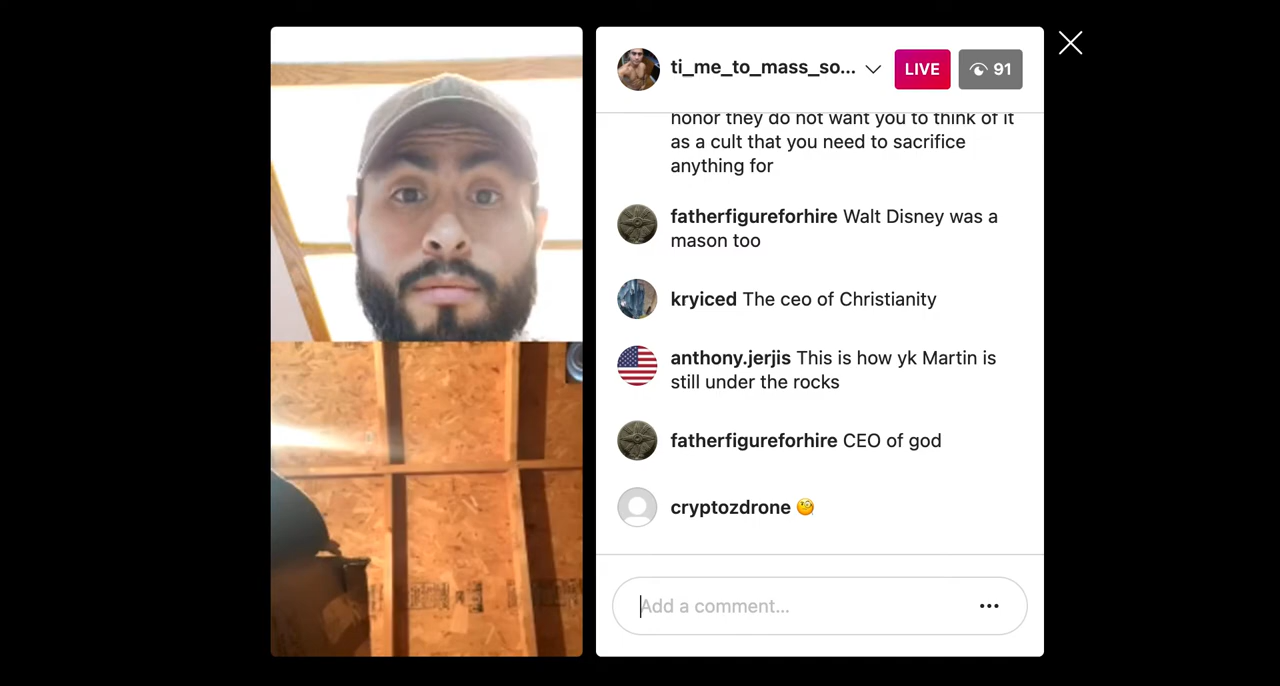 ti_me_to_mass_so...
LIVE
91
honor they do not want you to think of it
as a cult that you need to sacrifice
anything for
fatherfigureforhire Walt Disney was a
mason too
kryiced The ceo of Christianity
anthony.jerjis This is how yk Martin is
still under the rocks
fatherfigureforhire CEO of god
cryptozdrone 🧐
Add a comment...